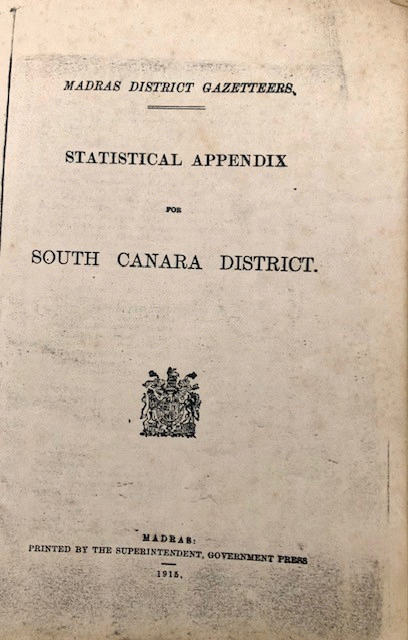 MADRAS DISTRICT GAZETTEERS.
STATISTICAL APPENDIX
FOR
SOUTH CANARA DISTRICT.
MADRAS:
PRINTED BY THE SUPERINTENDENT, GOVERNMENT PRESS
1915.